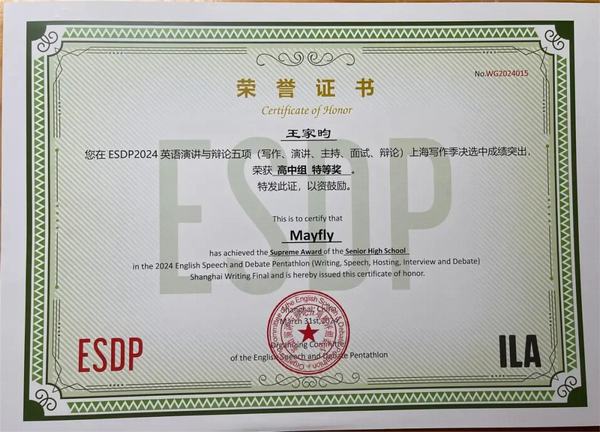 No.WG2024015
荣誉证书
Certificate of Honor
王家昀
您在 ESDP2024 英语演讲与辩论五项（写作、演讲、主持、面试、辩论）上海写作季决选中成绩突出，
荣获 高中组 特等奖 。
特发此证，以资鼓励。
ESDP
This is to certify that
Mayfly
has achieved the Supreme Award of the Senior High School
in the 2024 English Speech and Debate Pentathlon (Writing, Speech, Hosting, Interview and Debate)
Shanghai Writing Final and is hereby issued this certificate of honor.
Shanghai, China
March 31st,
Organizing Committee
of the English Speech and Debate Pentathlon
ESDP
ILA